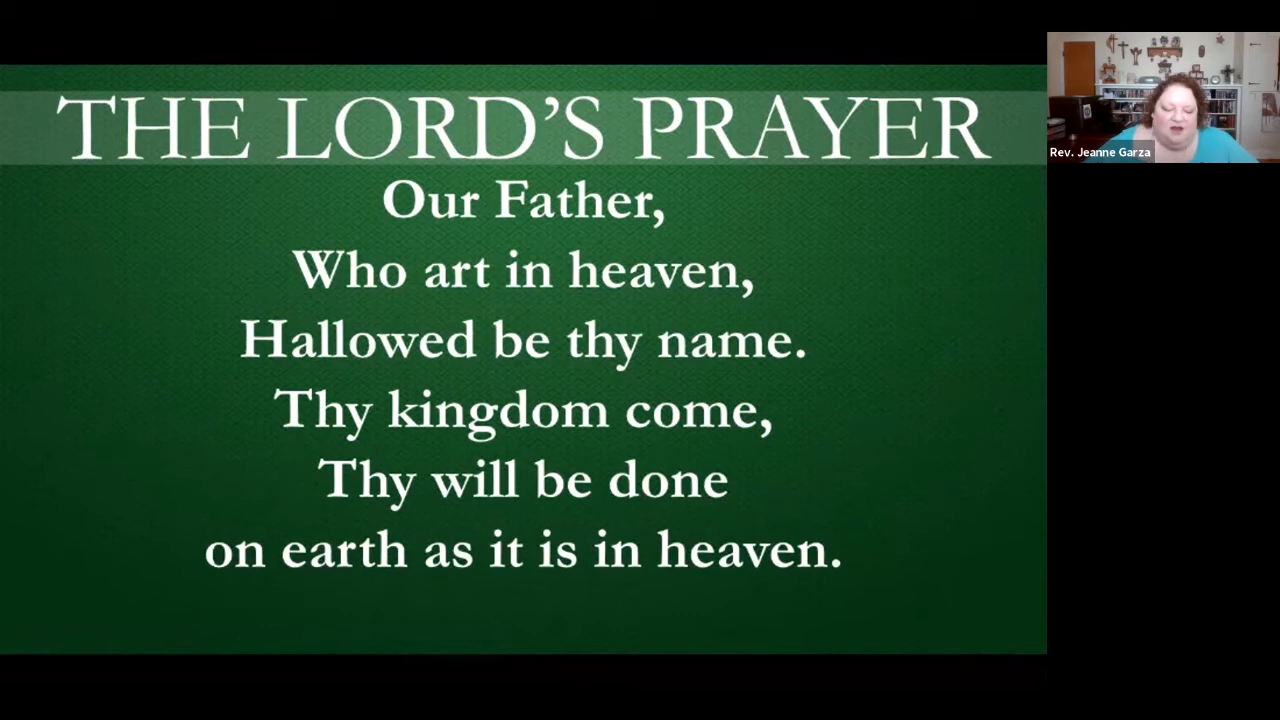 THE LORD’S PRAYER
Our Father,
Who art in heaven,
Hallowed be thy name.
Thy kingdom come,
Thy will be done
on earth as it is in heaven.
Rev. Jeanne Garza